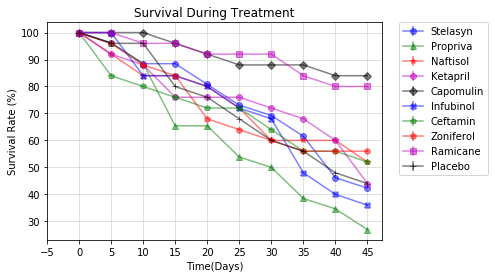 Survival During Treatment
Survival Rate (%)
100
90
80
70
60
50
40
30
−5
0
5
10
15
20
25
30
35
40
45
Time(Days)
Stelasyn
Propriva
Naftisol
Ketapril
Capomulin
Infubinol
Ceftamin
Zoniferol
Ramicane
Placebo